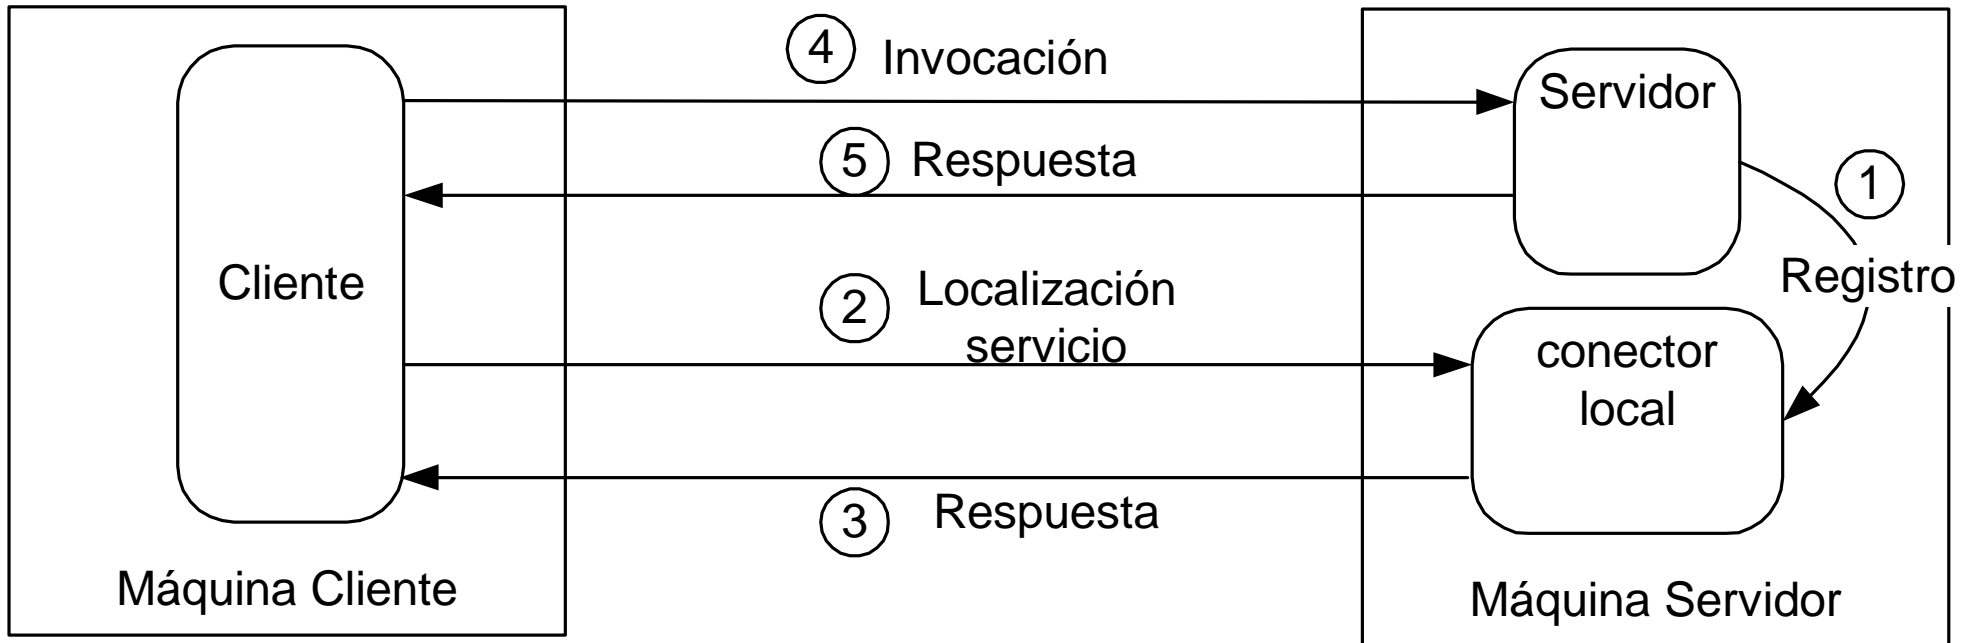 4
Invocación
Servidor
5
Respuesta
1
Registro
Cliente
2
Localización
servicio
conector
local
3
Respuesta
Máquina Cliente
Máquina Servidor